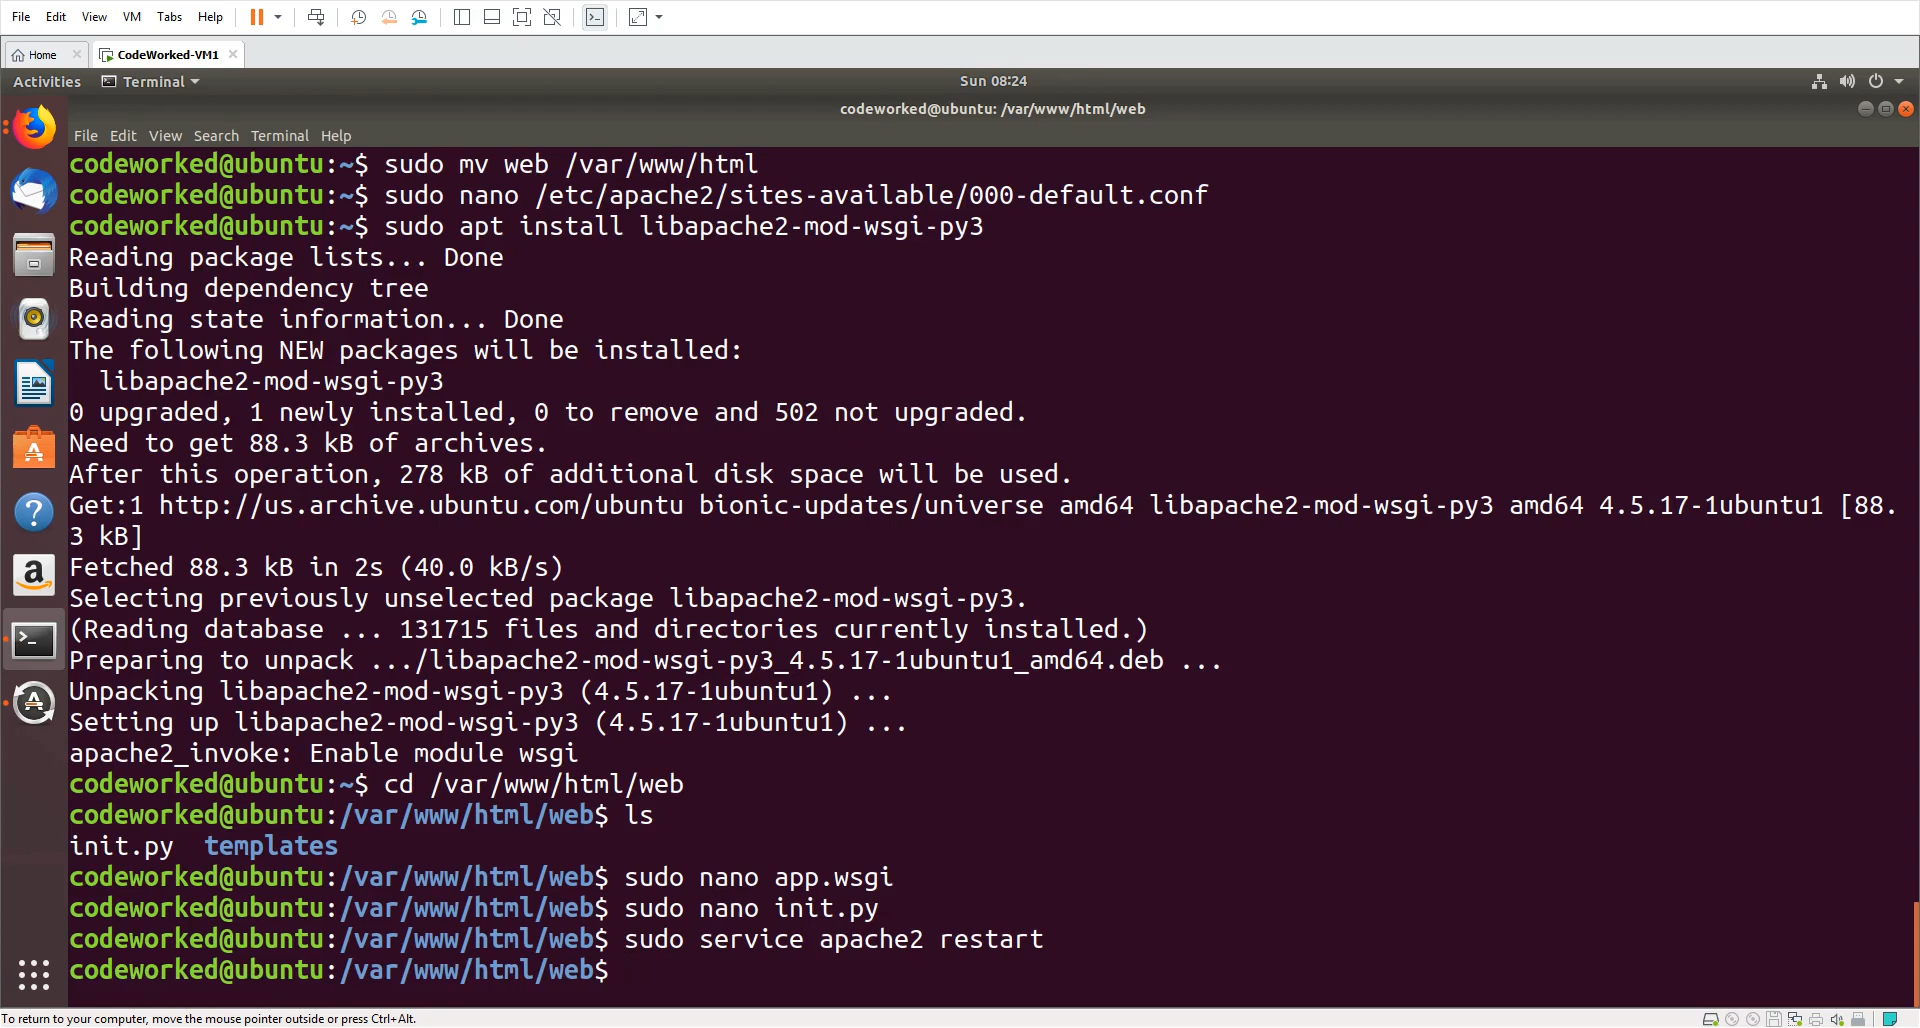 File Edit View VM Tabs Help
Home
CodeWorked-VM1
Activities Terminal Sun 08:24
codeworked@ubuntu: /var/www/html/web
File Edit View Search Terminal Help
codeworked@ubuntu:~$ sudo mv web /var/www/html
codeworked@ubuntu:~$ sudo nano /etc/apache2/sites-available/000-default.conf
codeworked@ubuntu:~$ sudo apt install libapache2-mod-wsgi-py3
Reading package lists... Done
Building dependency tree
Reading state information... Done
The following NEW packages will be installed:
  libapache2-mod-wsgi-py3
0 upgraded, 1 newly installed, 0 to remove and 502 not upgraded.
Need to get 88.3 kB of archives.
After this operation, 278 kB of additional disk space will be used.
Get:1 http://us.archive.ubuntu.com/ubuntu bionic-updates/universe amd64 libapache2-mod-wsgi-py3 amd64 4.5.17-1ubuntu1 [88.
3 kB]
Fetched 88.3 kB in 2s (40.0 kB/s)
Selecting previously unselected package libapache2-mod-wsgi-py3.
(Reading database ... 131715 files and directories currently installed.)
Preparing to unpack .../libapache2-mod-wsgi-py3_4.5.17-1ubuntu1_amd64.deb ...
Unpacking libapache2-mod-wsgi-py3 (4.5.17-1ubuntu1) ...
Setting up libapache2-mod-wsgi-py3 (4.5.17-1ubuntu1) ...
apache2_invoke: Enable module wsgi
codeworked@ubuntu:~$ cd /var/www/html/web
codeworked@ubuntu:/var/www/html/web$ ls
init.py  templates
codeworked@ubuntu:/var/www/html/web$ sudo nano app.wsgi
codeworked@ubuntu:/var/www/html/web$ sudo nano init.py
codeworked@ubuntu:/var/www/html/web$ sudo service apache2 restart
codeworked@ubuntu:/var/www/html/web$
To return to your computer, move the mouse pointer outside or press Ctrl+Alt.